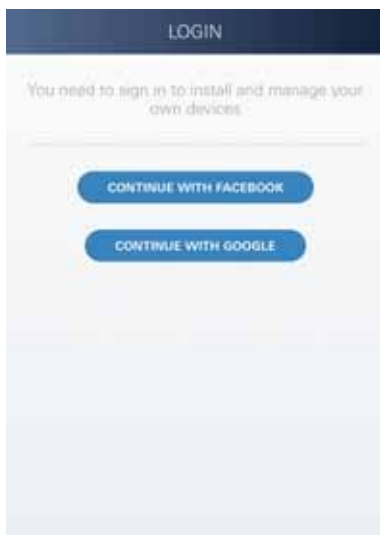 LOGIN
You need to sign in to install and manage your
own devices
CONTINUE WITH FACEBOOK
CONTINUE WITH GOOGLE